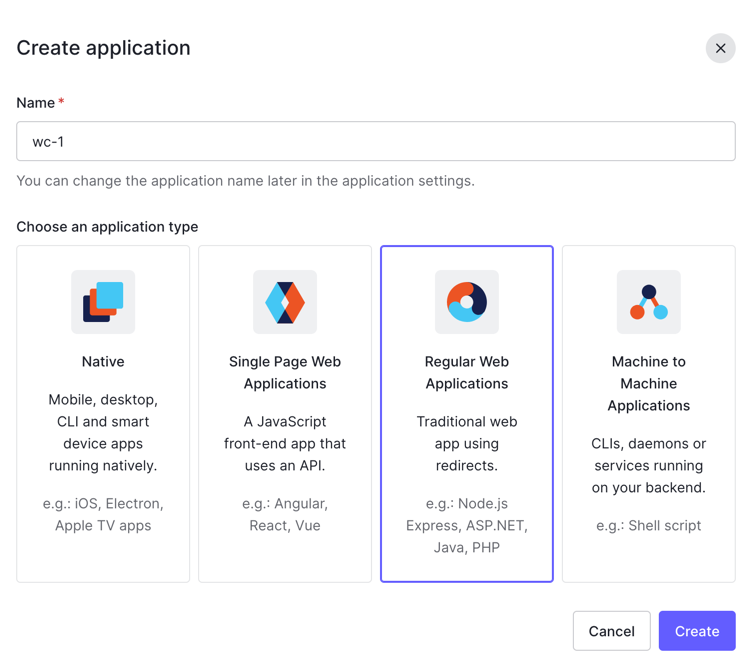 Create application
Name *
wc-1
You can change the application name later in the application settings.
Choose an application type
Native
Mobile, desktop,
CLI and smart
device apps
running natively.
e.g.: iOS, Electron,
Apple TV apps
Single Page Web
Applications
A JavaScript
front-end app that
uses an API.
e.g.: Angular,
React, Vue
Regular Web
Applications
Traditional web
app using
redirects.
e.g.: Node.js
Express, ASP.NET,
Java, PHP
Machine to
Machine
Applications
CLIs, daemons or
services running
on your backend.
e.g.: Shell script
Cancel
Create